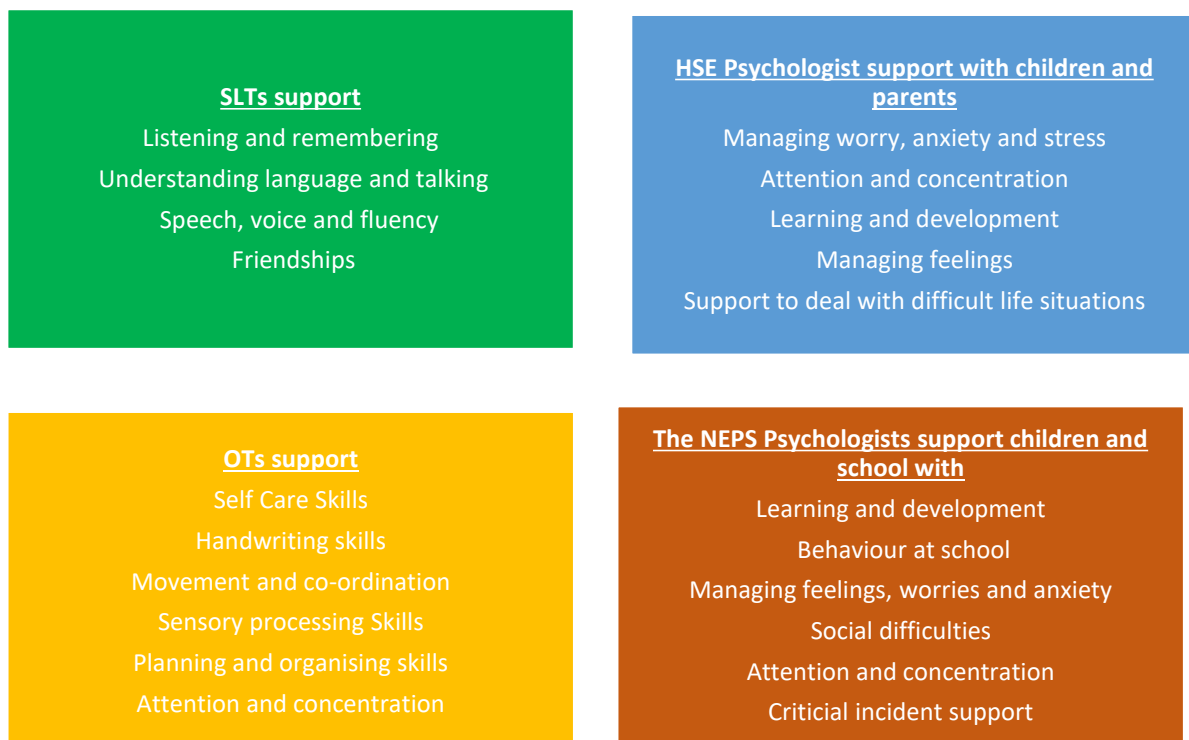 SLTs support
Listening and remembering
Understanding language and talking
Speech, voice and fluency
Friendships
HSE Psychologist support with children and
parents
Managing worry, anxiety and stress
Attention and concentration
Learning and development
Managing feelings
Support to deal with difficult life situations
OTs support
Self Care Skills
Handwriting skills
Movement and co-ordination
Sensory processing Skills
Planning and organising skills
Attention and concentration
The NEPS Psychologists support children and
school with
Learning and development
Behaviour at school
Managing feelings, worries and anxiety
Social difficulties
Attention and concentration
Criticial incident support